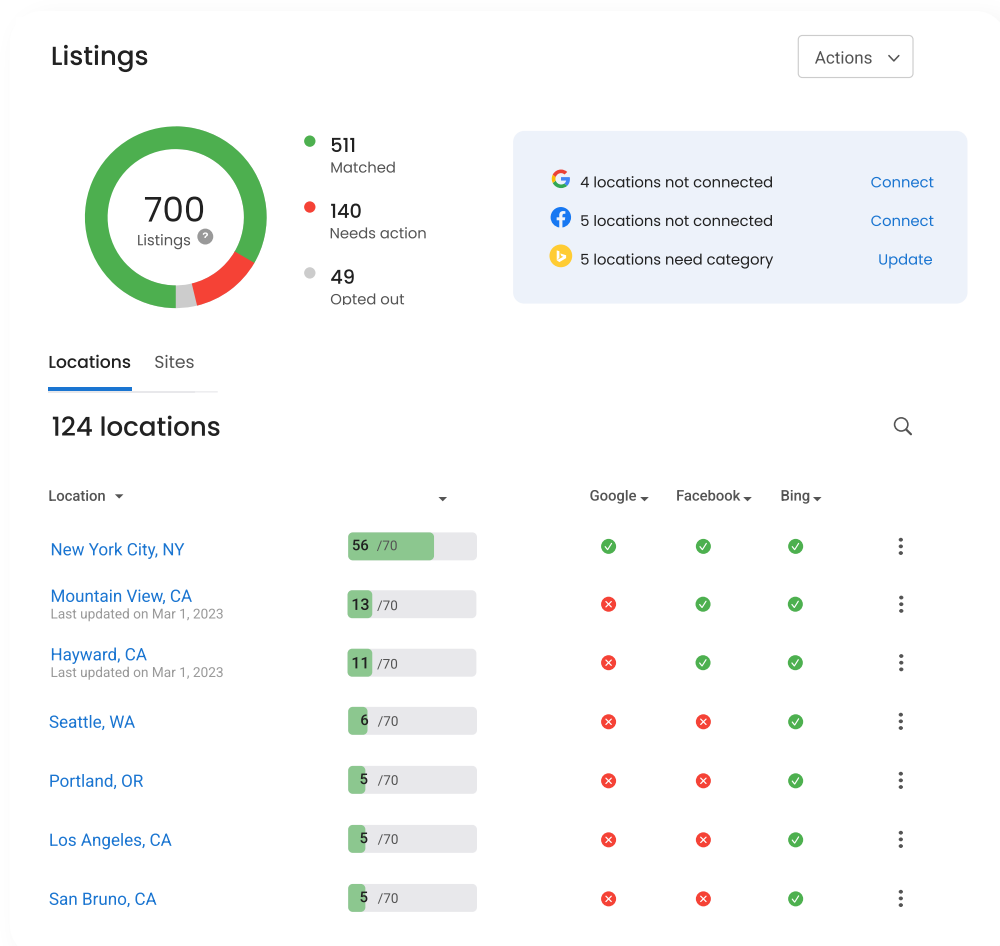 Listings
Actions
700
Listings ?
511
Matched
140
Needs action
49
Opted out
4 locations not connected Connect
5 locations not connected Connect
5 locations need category Update
Locations Sites
124 locations
Location Google Facebook Bing
New York City, NY 56 /70
Mountain View, CA 13 /70
Last updated on Mar 1, 2023
Hayward, CA 11 /70
Last updated on Mar 1, 2023
Seattle, WA 6 /70
Portland, OR 5 /70
Los Angeles, CA 5 /70
San Bruno, CA 5 /70